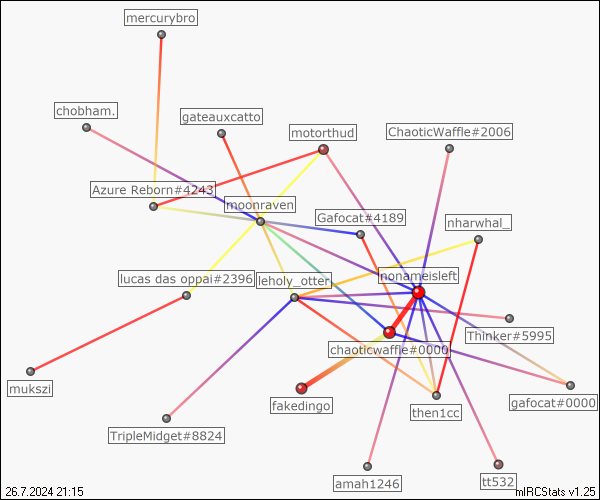 mercurybro
chobham.
gateauxcatto
motorthud
ChaoticWaffle#2006
Azure Reborn#4243
moonraven
Gafocat#4189
nharwhal_
lucas das oppai#2396
leholy_otter
nonameisleft
Thinker#5995
chaoticwaffle#0000
mukszi
fakedingo
then1cc
gafocat#0000
TripleMidget#8824
amah1246
tt532
26.7.2024 21:15
mIRCStats v1.25